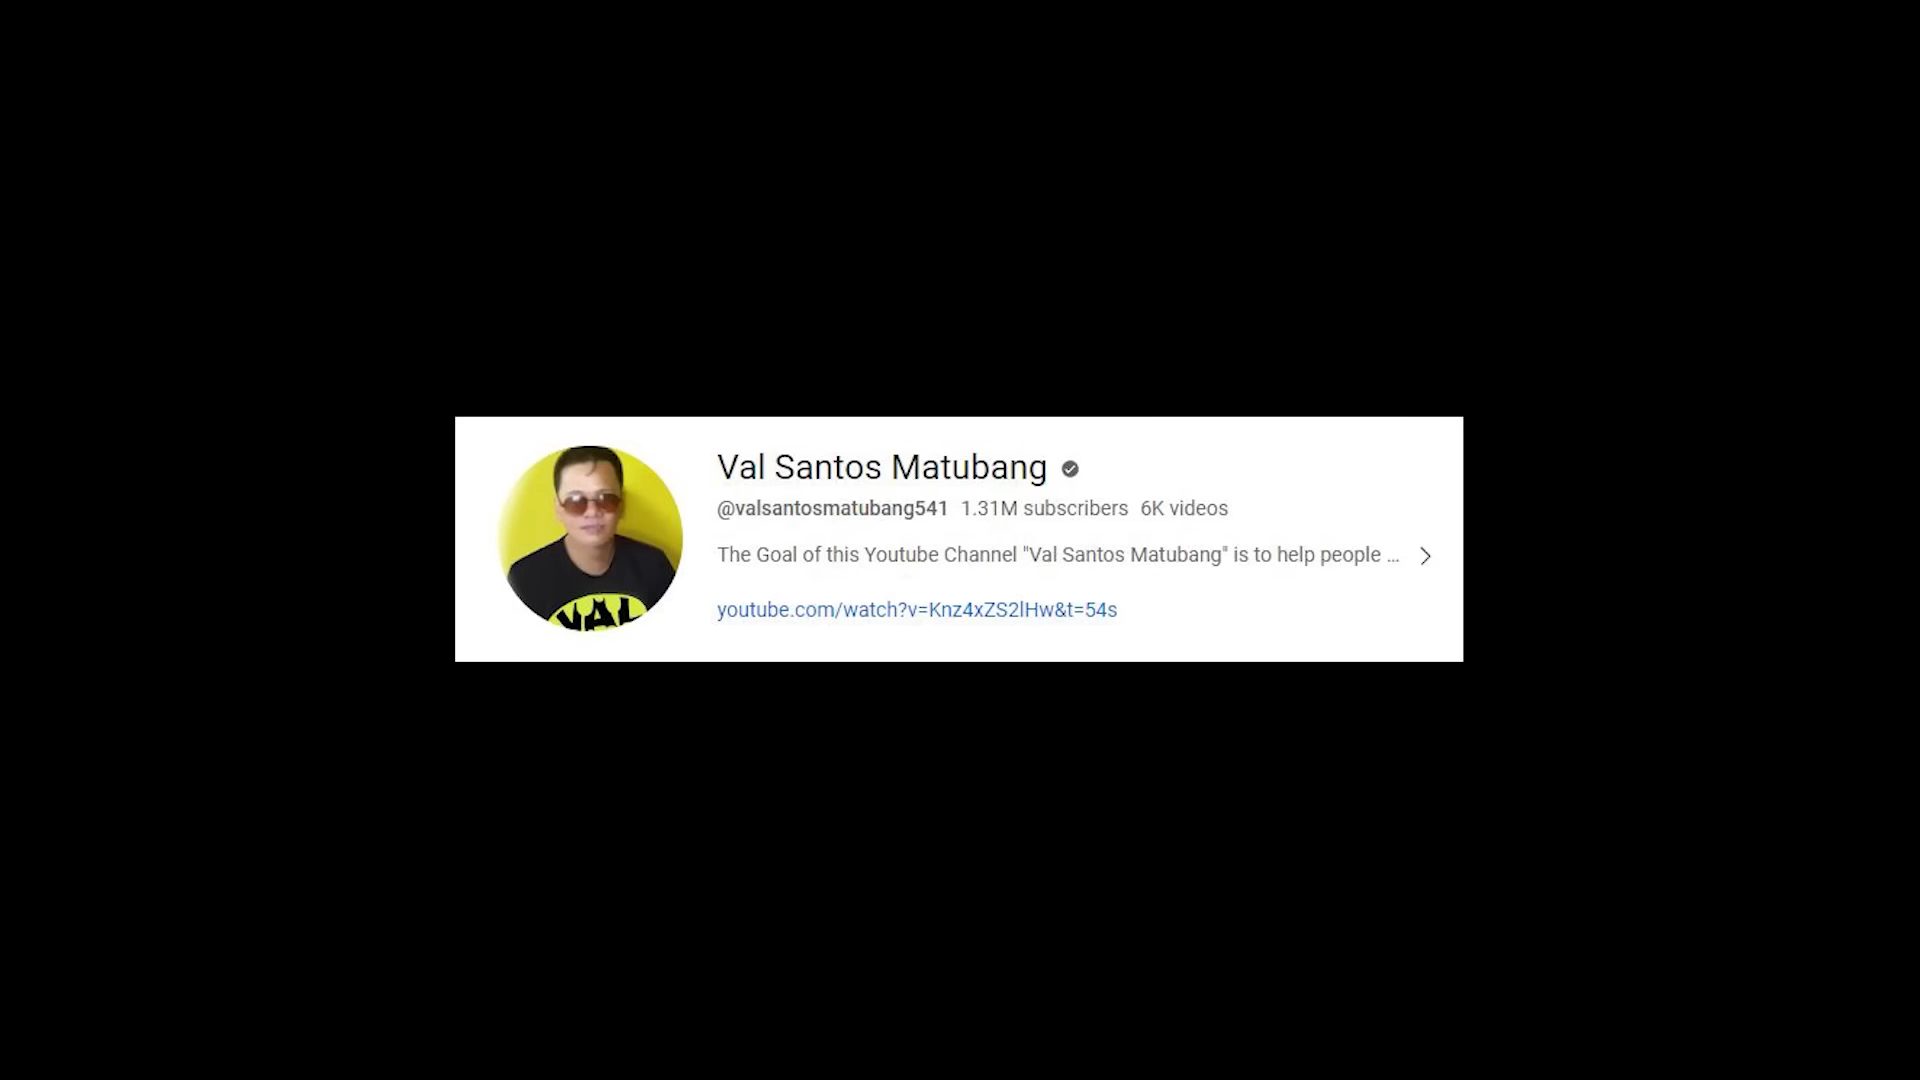 Val Santos Matubang
@valsantosmatubang541 1.31M subscribers 6K videos
The Goal of this Youtube Channel "Val Santos Matubang" is to help people ...
youtube.com/watch?v=Knz4xZS2lHw&t=54s
VAL